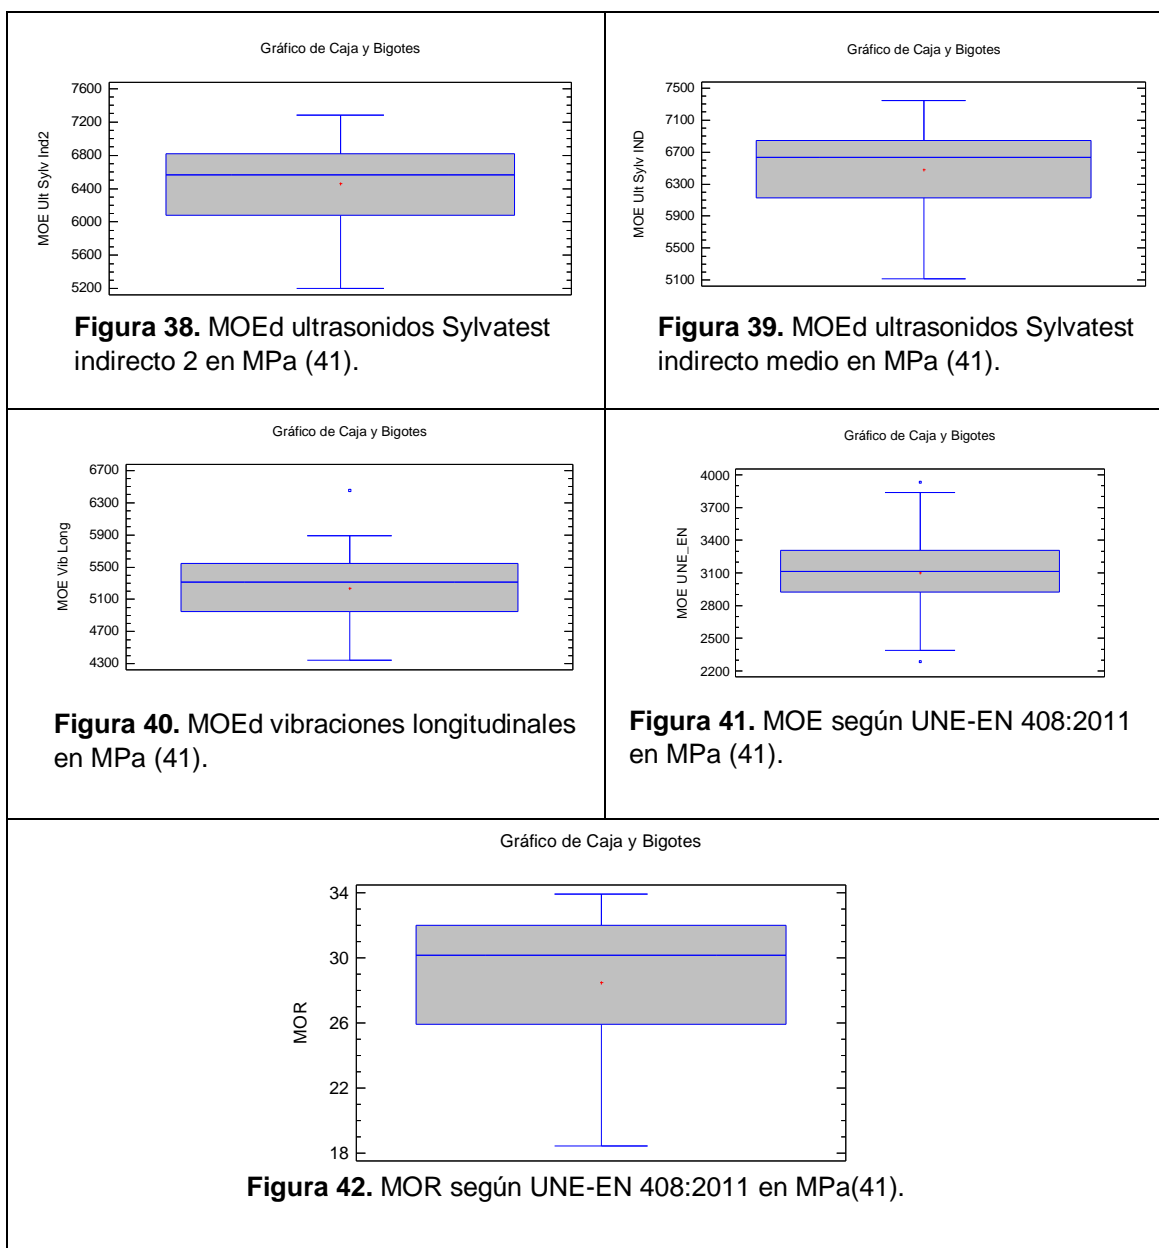 Gráfico de Caja y Bigotes
MOE Ult Sylv Ind2
7600
7200
6800
6400
6000
5600
5200
Figura 38. MOEd ultrasonidos Sylvatest
indirecto 2 en MPa (41).
Gráfico de Caja y Bigotes
MOE Ult Sylv IND
7500
7100
6700
6300
5900
5500
5100
Figura 39. MOEd ultrasonidos Sylvatest
indirecto medio en MPa (41).
Gráfico de Caja y Bigotes
MOE Vib Long
6700
6300
5900
5500
5100
4700
4300
Figura 40. MOEd vibraciones longitudinales
en MPa (41).
Gráfico de Caja y Bigotes
MOE UNE_EN
4000
3700
3400
3100
2800
2500
2200
Figura 41. MOE según UNE-EN 408:2011
en MPa (41).
Gráfico de Caja y Bigotes
MOR
34
30
26
22
18
Figura 42. MOR según UNE-EN 408:2011 en MPa(41).